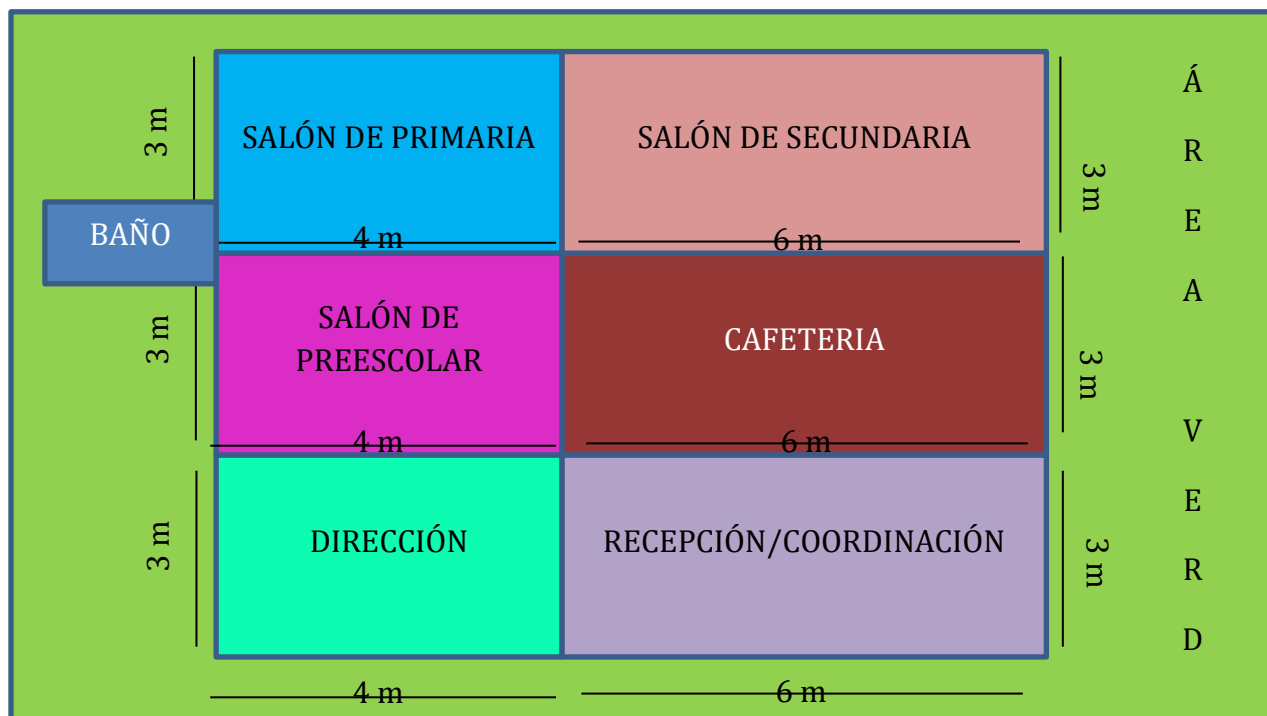 SALÓN DE PRIMARIA
SALÓN DE SECUNDARIA
3 m
3 m
BAÑO
4 m
6 m
SALÓN DE
PREESCOLAR
CAFETERIA
3 m
3 m
4 m
6 m
DIRECCIÓN
RECEPCIÓN/COORDINACIÓN
3 m
3 m
4 m
6 m
Á
R
E
A
V
E
R
D